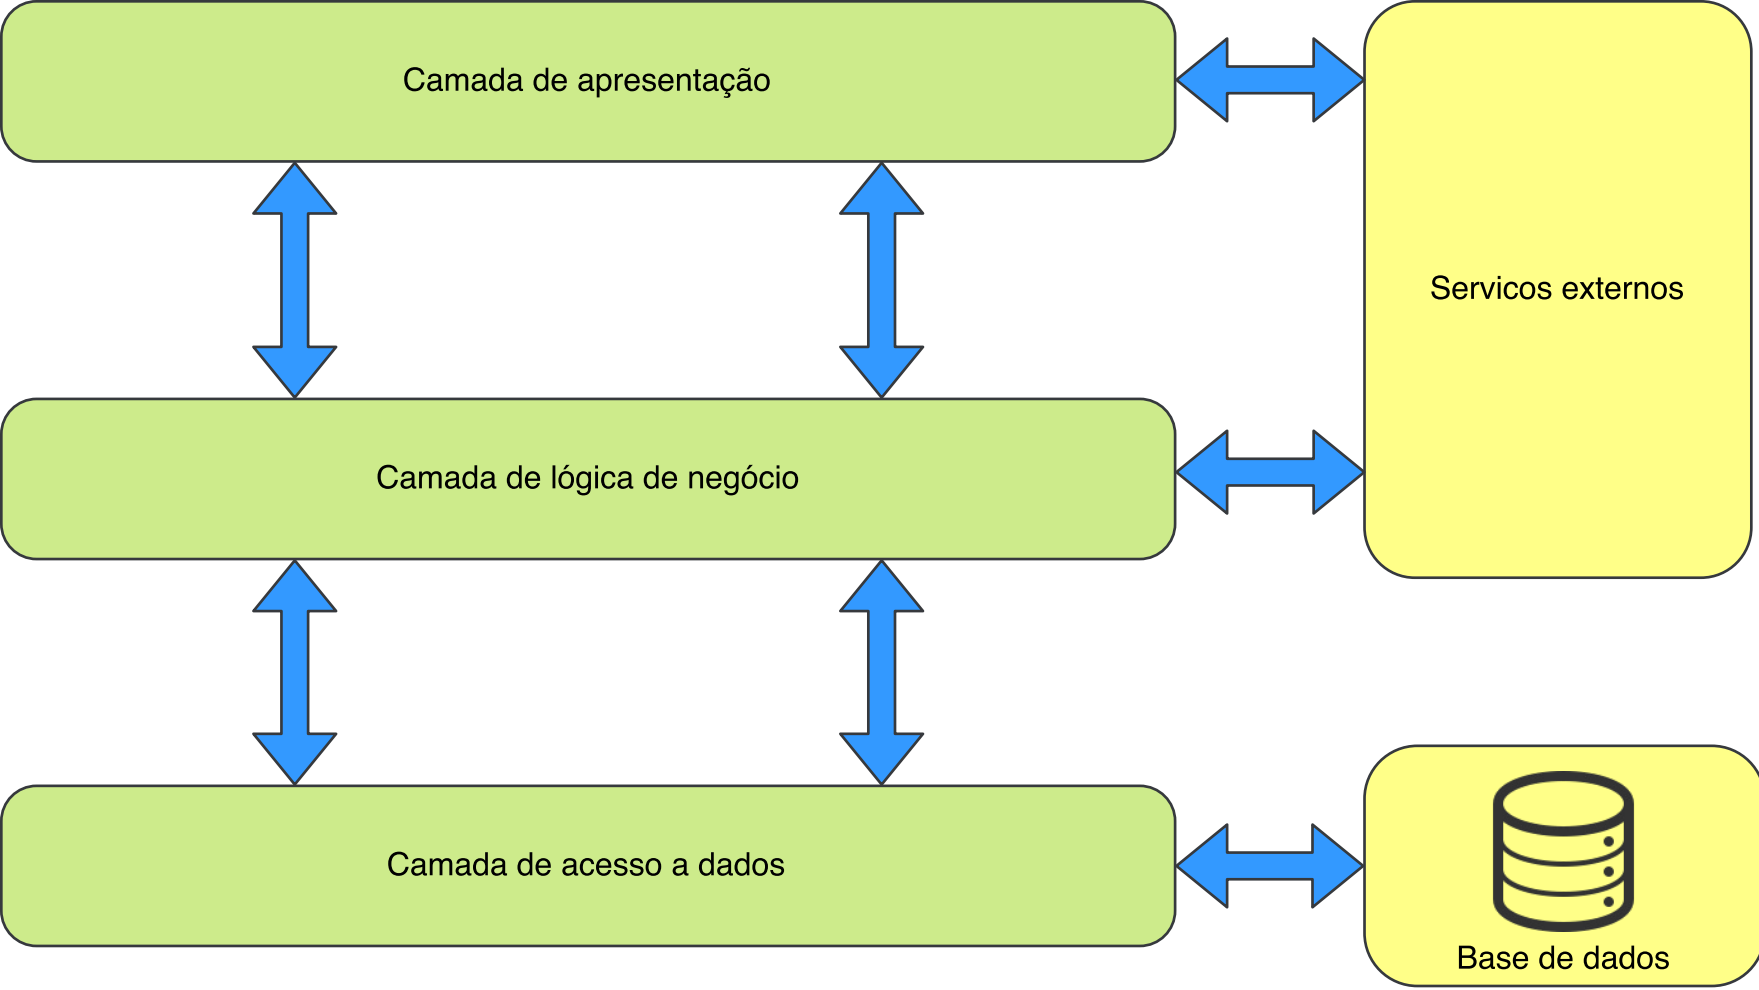 Camada de apresentação
Servicos externos
Camada de lógica de negócio
Camada de acesso a dados
Base de dados